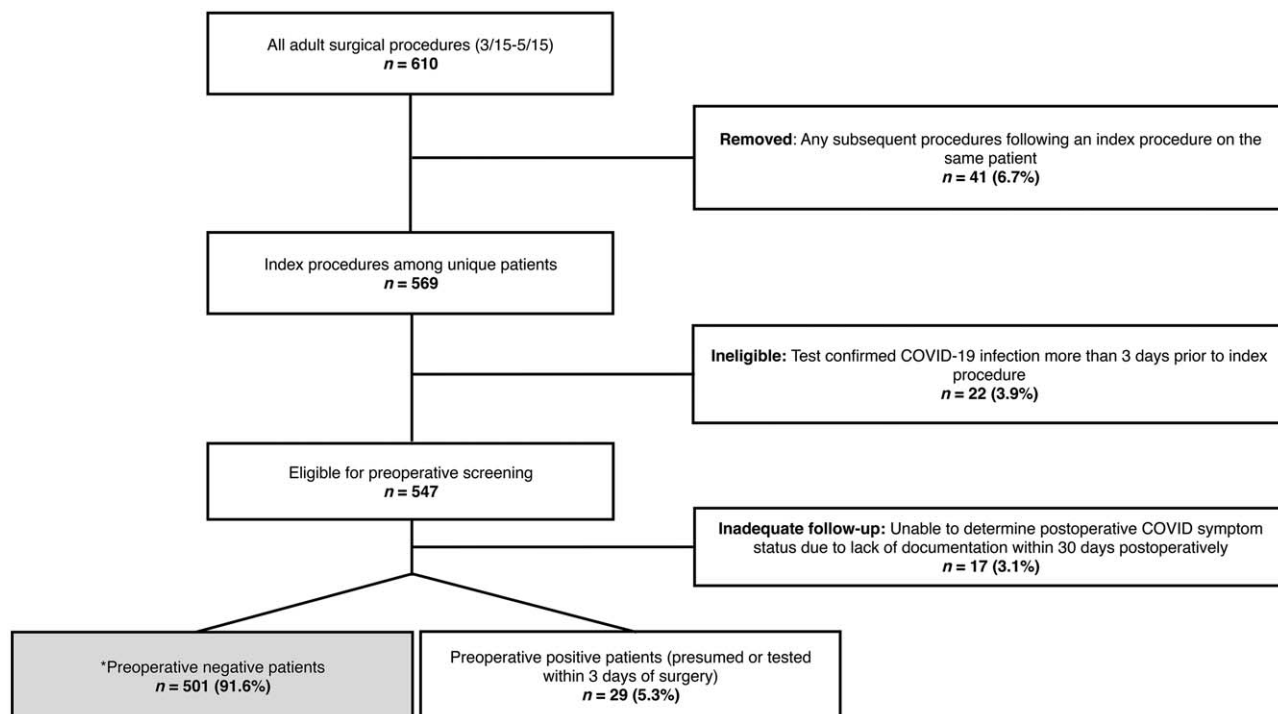 All adult surgical procedures (3/15-5/15)
n = 610
Removed: Any subsequent procedures following an index procedure on the
same patient
n = 41 (6.7%)
Index procedures among unique patients
n = 569
Ineligible: Test confirmed COVID-19 infection more than 3 days prior to index
procedure
n = 22 (3.9%)
Eligible for preoperative screening
n = 547
Inadequate follow-up: Unable to determine postoperative COVID symptom
status due to lack of documentation within 30 days postoperatively
n = 17 (3.1%)
*Preoperative negative patients
n = 501 (91.6%)
Preoperative positive patients (presumed or tested
within 3 days of surgery)
n = 29 (5.3%)